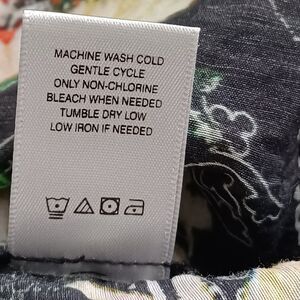 MACHINE WASH COLD
GENTLE CYCLE
ONLY NON-CHLORINE
BLEACH WHEN NEEDED
TUMBLE DRY LOW
LOW IRON IF NEEDED